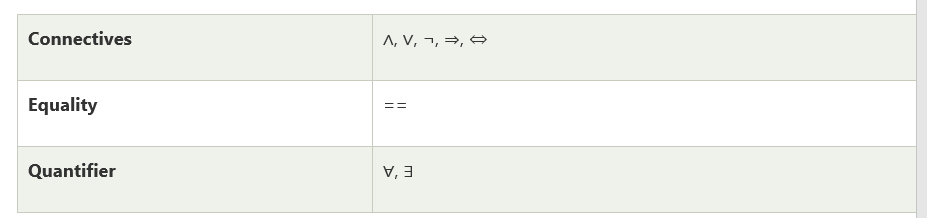 Connectives ∧, ∨, ¬, ⇒, ⇔
Equality ==
Quantifier ∀, ∃